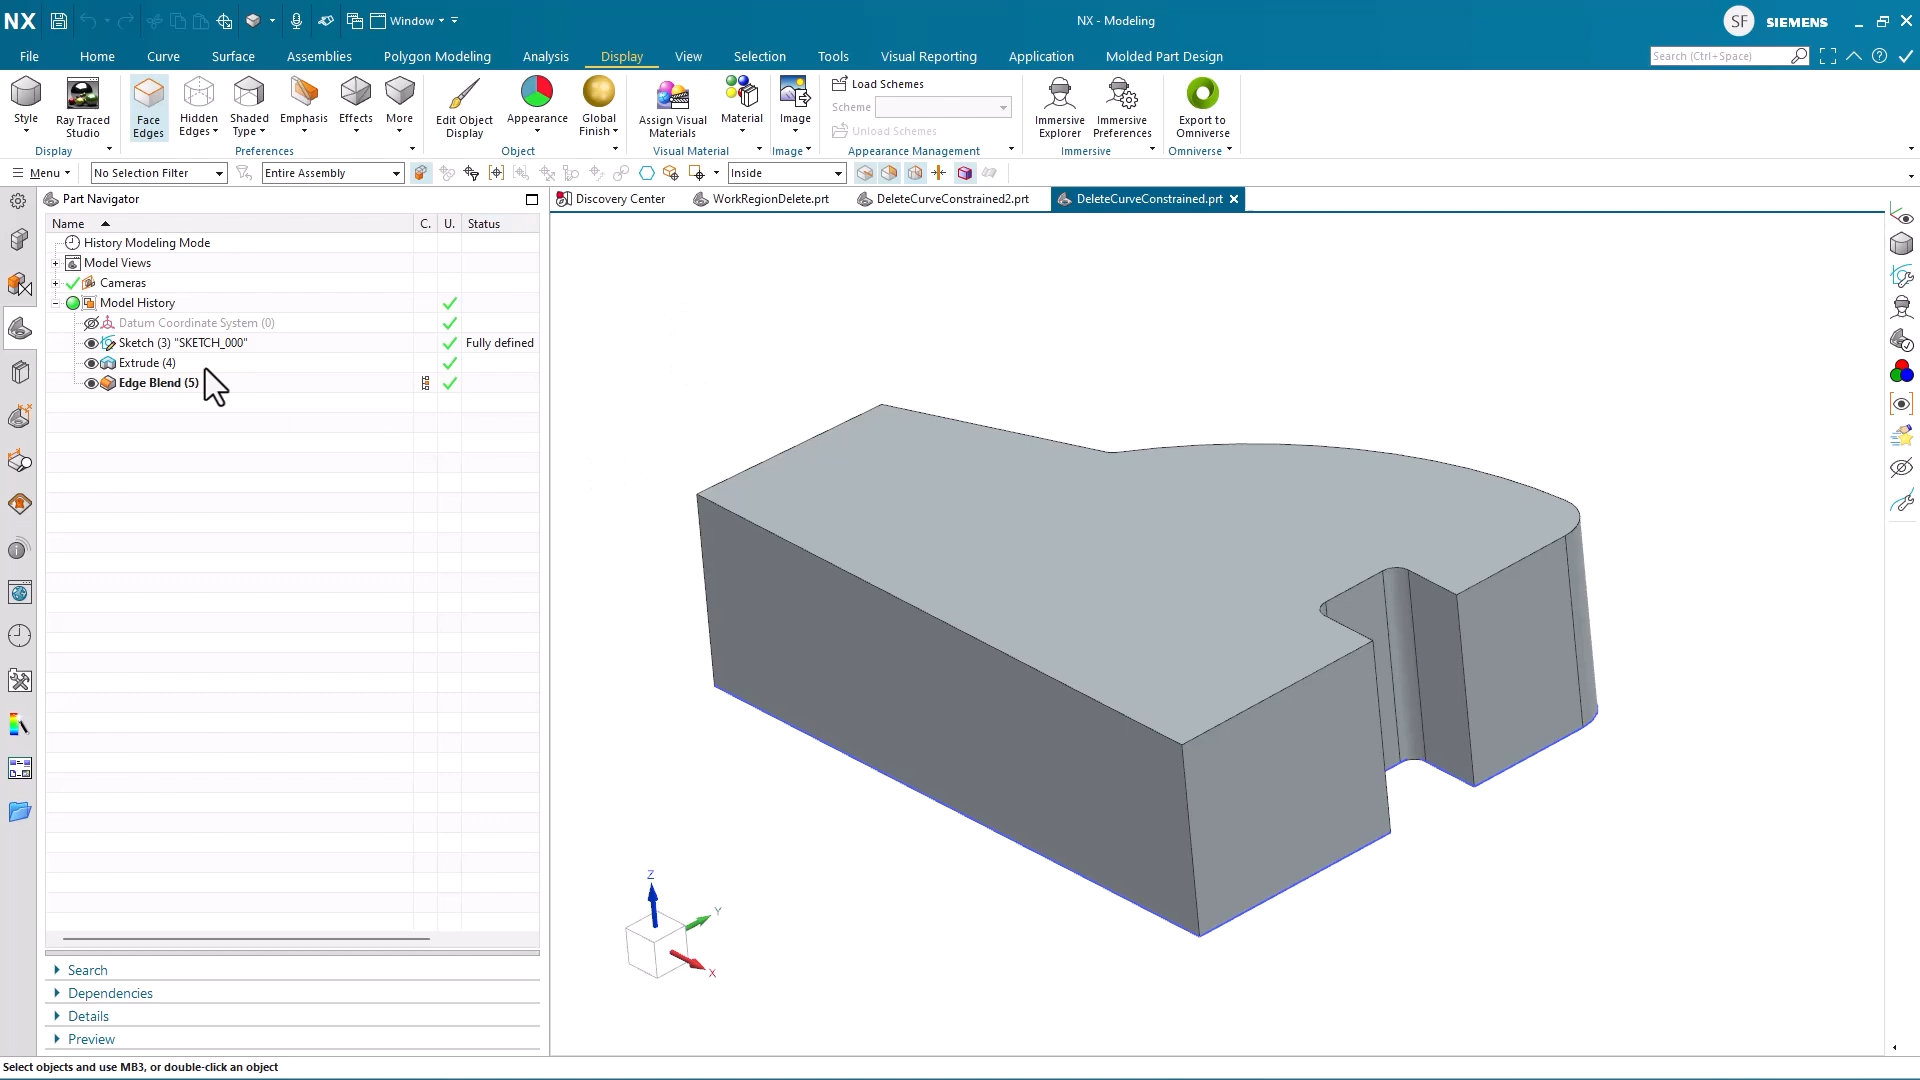 NX
Window
NX - Modeling
SF
SIEMENS
File Home Curve Surface Assemblies Polygon Modeling Analysis Display View Selection Tools Visual Reporting Application Molded Part Design
Search (Ctrl+Space)
Style
Ray Traced Studio
Face Edges
Hidden Edges
Shaded Type
Emphasis
Effects
More
Edit Object Display
Appearance
Global Finish
Assign Visual Materials
Material
Image
Load Schemes
Scheme
Unload Schemes
Immersive Explorer
Immersive Preferences
Export to Omniverse
Display Preferences Object Visual Material Image Appearance Management Immersive Omniverse
Menu
No Selection Filter
Entire Assembly
Inside
Part Navigator
Discovery Center
WorkRegionDelete.prt
DeleteCurveConstrained2.prt
DeleteCurveConstrained.prt
Name C. U. Status
History Modeling Mode
Model Views
Cameras
Model History
Datum Coordinate System (0)
Sketch (3) "SKETCH_000" Fully defined
Extrude (4)
Edge Blend (5)
Z
Y
X
Search
Dependencies
Details
Preview
Select objects and use MB3, or double-click an object